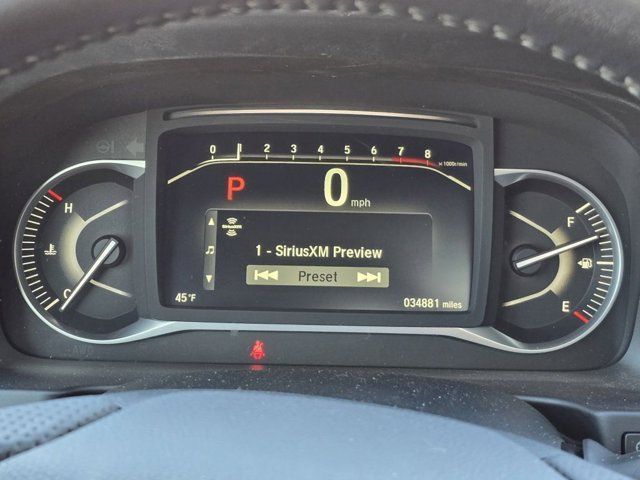 0 1 2 3 4 5 6 7 8
x 1000r/min
P 0 mph
H
F
SiriusXM
1 - SiriusXM Preview
Preset
C
E
45°F
034881 miles